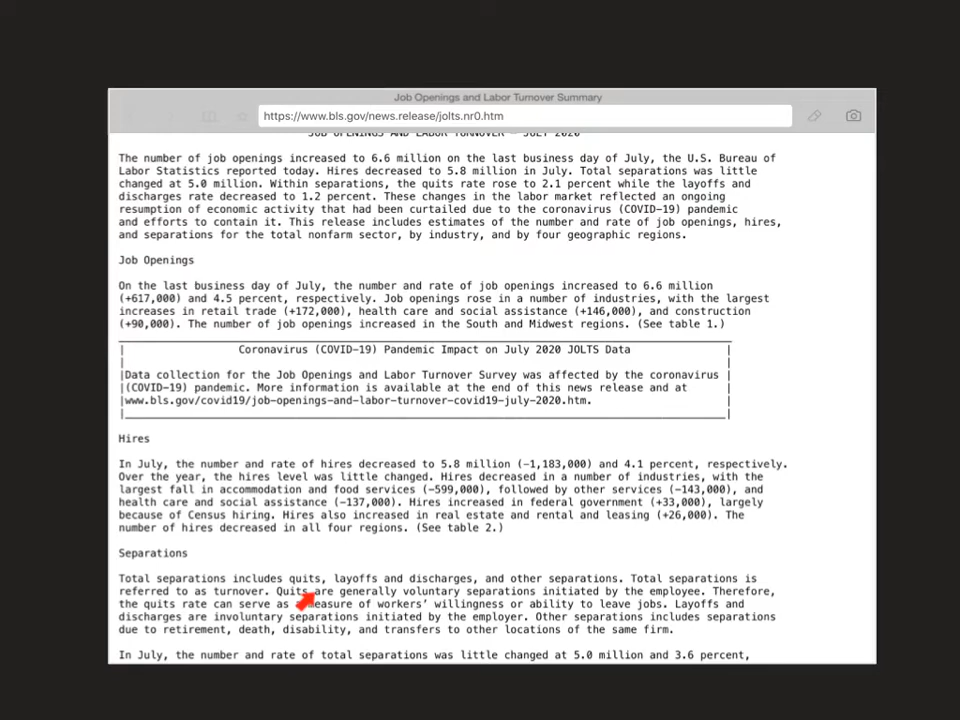 Job Openings and Labor Turnover Summary
https://www.bls.gov/news.release/jolts.nr0.htm
JOB OPENINGS AND LABOR TURNOVER – JULY 2020
The number of job openings increased to 6.6 million on the last business day of July, the U.S. Bureau of
Labor Statistics reported today. Hires decreased to 5.8 million in July. Total separations was little
changed at 5.0 million. Within separations, the quits rate rose to 2.1 percent while the layoffs and
discharges rate decreased to 1.2 percent. These changes in the labor market reflected an ongoing
resumption of economic activity that had been curtailed due to the coronavirus (COVID-19) pandemic
and efforts to contain it. This release includes estimates of the number and rate of job openings, hires,
and separations for the total nonfarm sector, by industry, and by four geographic regions.
Job Openings
On the last business day of July, the number and rate of job openings increased to 6.6 million
(+617,000) and 4.5 percent, respectively. Job openings rose in a number of industries, with the largest
increases in retail trade (+172,000), health care and social assistance (+146,000), and construction
(+90,000). The number of job openings increased in the South and Midwest regions. (See table 1.)
Coronavirus (COVID-19) Pandemic Impact on July 2020 JOLTS Data
Data collection for the Job Openings and Labor Turnover Survey was affected by the coronavirus
(COVID-19) pandemic. More information is available at the end of this news release and at
www.bls.gov/covid19/job-openings-and-labor-turnover-covid19-july-2020.htm.
Hires
In July, the number and rate of hires decreased to 5.8 million (-1,183,000) and 4.1 percent, respectively.
Over the year, the hires level was little changed. Hires decreased in a number of industries, with the
largest fall in accommodation and food services (-599,000), followed by other services (-143,000), and
health care and social assistance (-137,000). Hires increased in federal government (+33,000), largely
because of Census hiring. Hires also increased in real estate and rental and leasing (+26,000). The
number of hires decreased in all four regions. (See table 2.)
Separations
Total separations includes quits, layoffs and discharges, and other separations. Total separations is
referred to as turnover. Quits are generally voluntary separations initiated by the employee. Therefore,
the quits rate can serve as a measure of workers' willingness or ability to leave jobs. Layoffs and
discharges are involuntary separations initiated by the employer. Other separations includes separations
due to retirement, death, disability, and transfers to other locations of the same firm.
In July, the number and rate of total separations was little changed at 5.0 million and 3.6 percent,